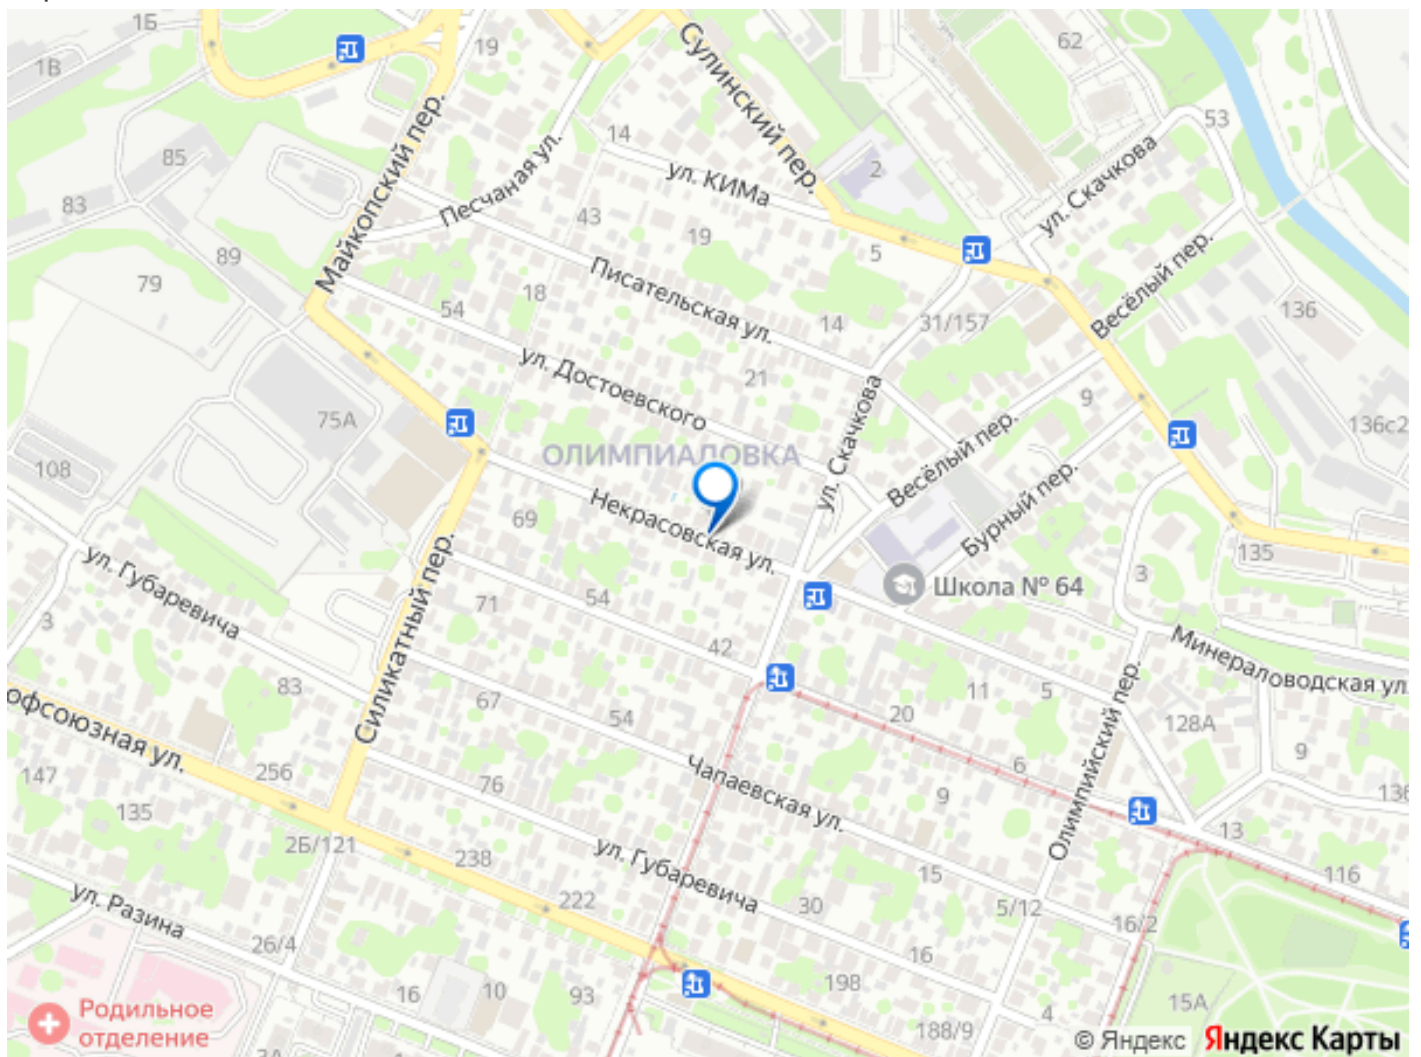 1Б
1В
19
Сулинский пер.
62
53
14
85
ул. КИМа
2
ул. Скачкова
83
Майкопский пер.
Песчаная ул.
43
19
5
Весёлый пер.
89
79
54
18
Писательская ул.
14
31/157
136
ул. Достоевского
21
ул. Скачкова
9
75А
136с2
108
ОЛИМПИАДОВКА
Весёлый пер.
Некрасовская ул.
69
Бурный пер.
135
ул. Губаревича
Силикатный пер.
71
54
Школа № 64
3
3
42
Минераловодская ул.
офсоюзная ул.
83
67
54
11
5
20
128А
Олимпийский пер.
9
147
256
76
Чапаевская ул.
6
9
136
135
2Б/121
238
ул. Губаревича
15
13
116
ул. Разина
222
30
5/12
16/2
26/4
16
16
10
93
198
15А
Родильное
отделение
4
188/9
© Яндекс Яндекс Карты